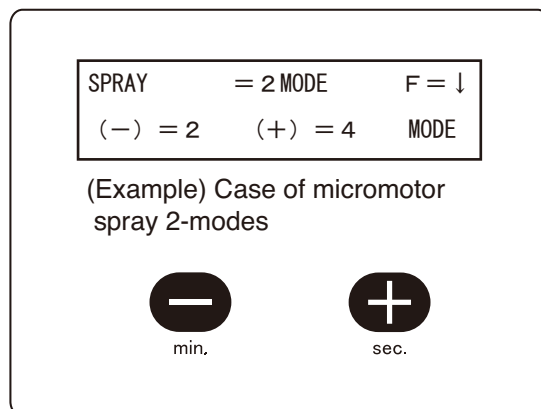 SPRAY = 2 MODE F = ↓
(−) = 2 (+) = 4 MODE
(Example) Case of micromotor
spray 2-modes
min. sec.